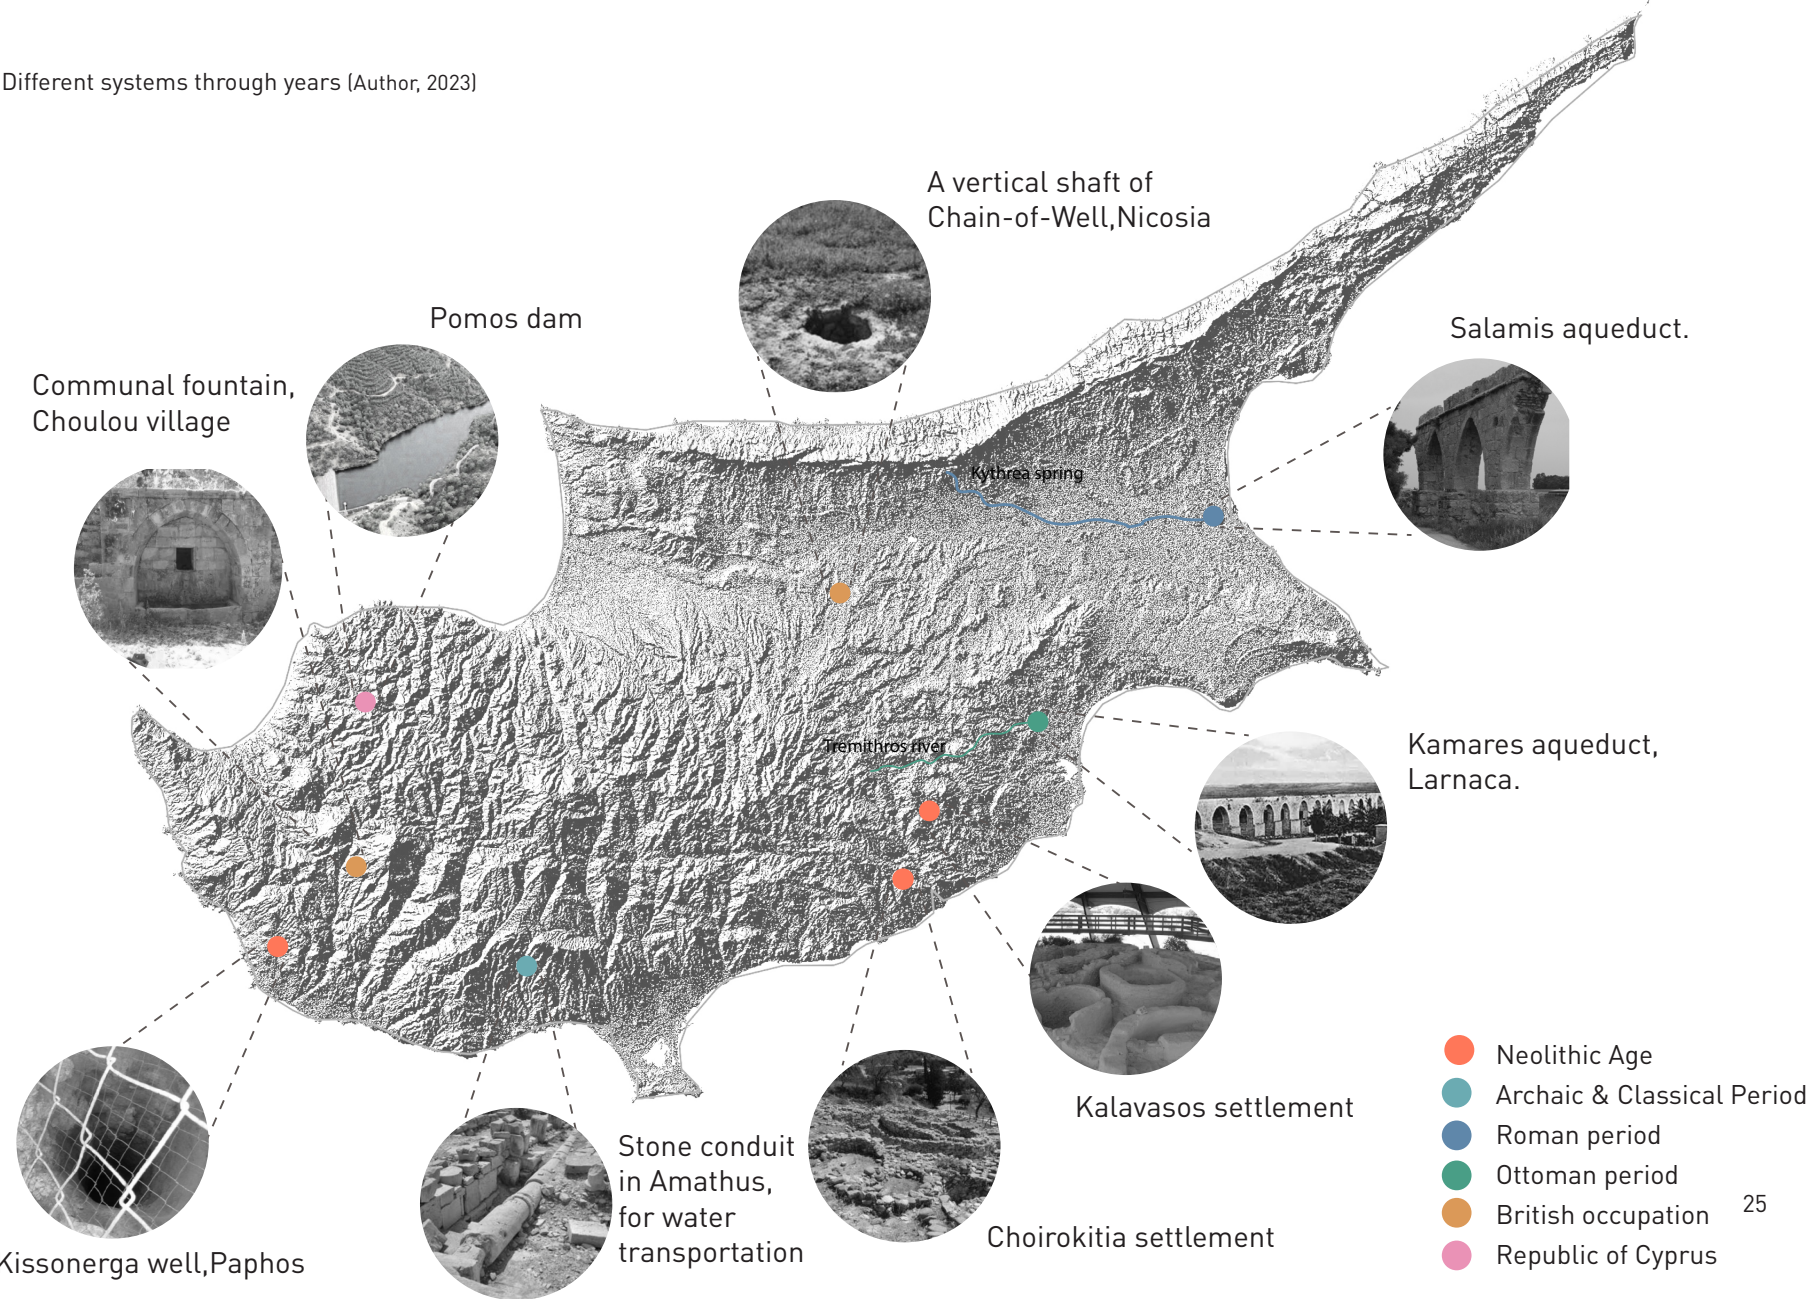 Different systems through years (Author, 2023)
A vertical shaft of
Chain-of-Well,Nicosia
Pomos dam
Salamis aqueduct.
Communal fountain,
Choulou village
Kythrea spring
Tremithros river
Kamares aqueduct,
Larnaca.
Kalavasos settlement
Stone conduit
in Amathus,
for water
transportation
Choirokitia settlement
Kissonerga well,Paphos
Neolithic Age
Archaic & Classical Period
Roman period
Ottoman period
British occupation
Republic of Cyprus
25